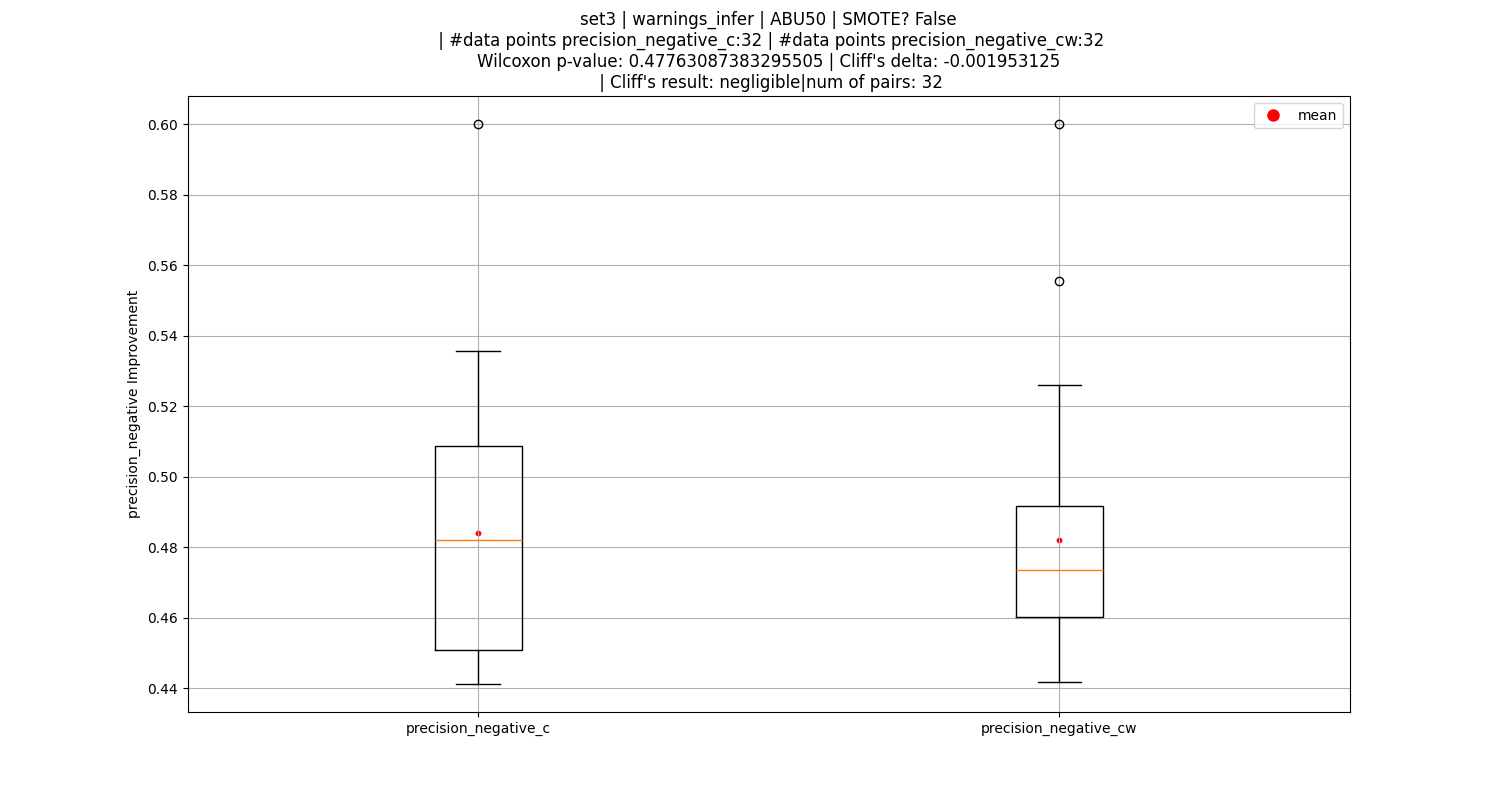 set3 | warnings_infer | ABU50 | SMOTE? False
| #data points precision_negative_c:32 | #data points precision_negative_cw:32
Wilcoxon p-value: 0.47763087383295505 | Cliff's delta: -0.001953125
| Cliff's result: negligible|num of pairs: 32
mean
0.60
0.58
0.56
0.54
0.52
0.50
0.48
0.46
0.44
precision_negative Improvement
precision_negative_c
precision_negative_cw